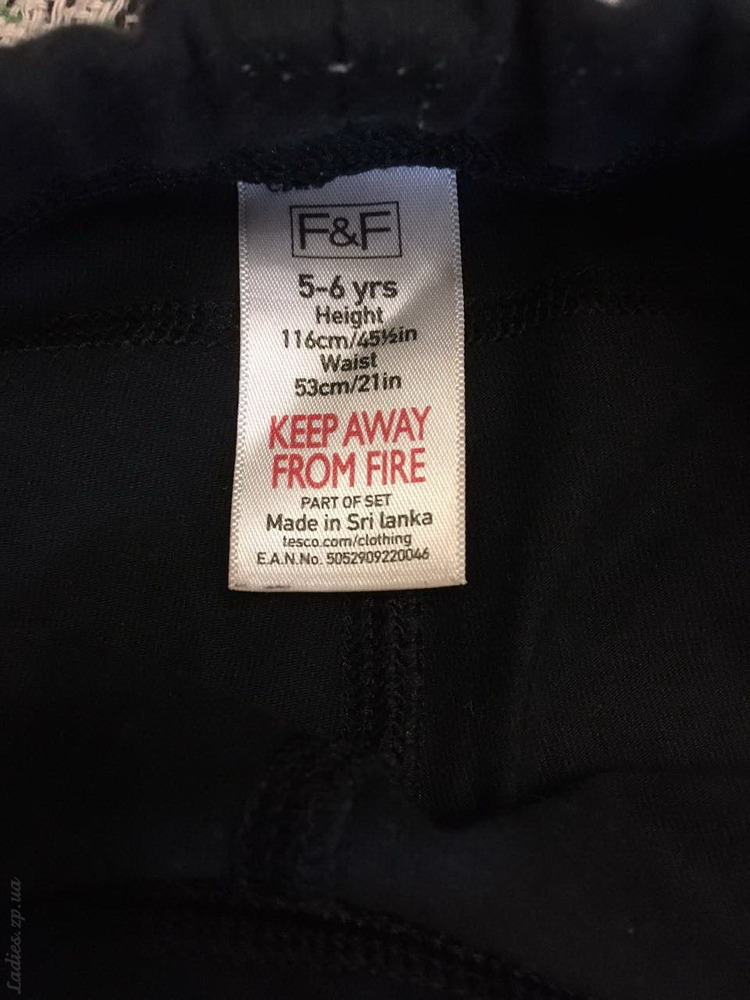 F&F
5-6 yrs
Height
116cm/45½in
Waist
53cm/21in
KEEP AWAY
FROM FIRE
PART OF SET
Made in Sri lanka
tesco.com/clothing
E.A.N.No. 5052909220046
Ladies.zp.ua